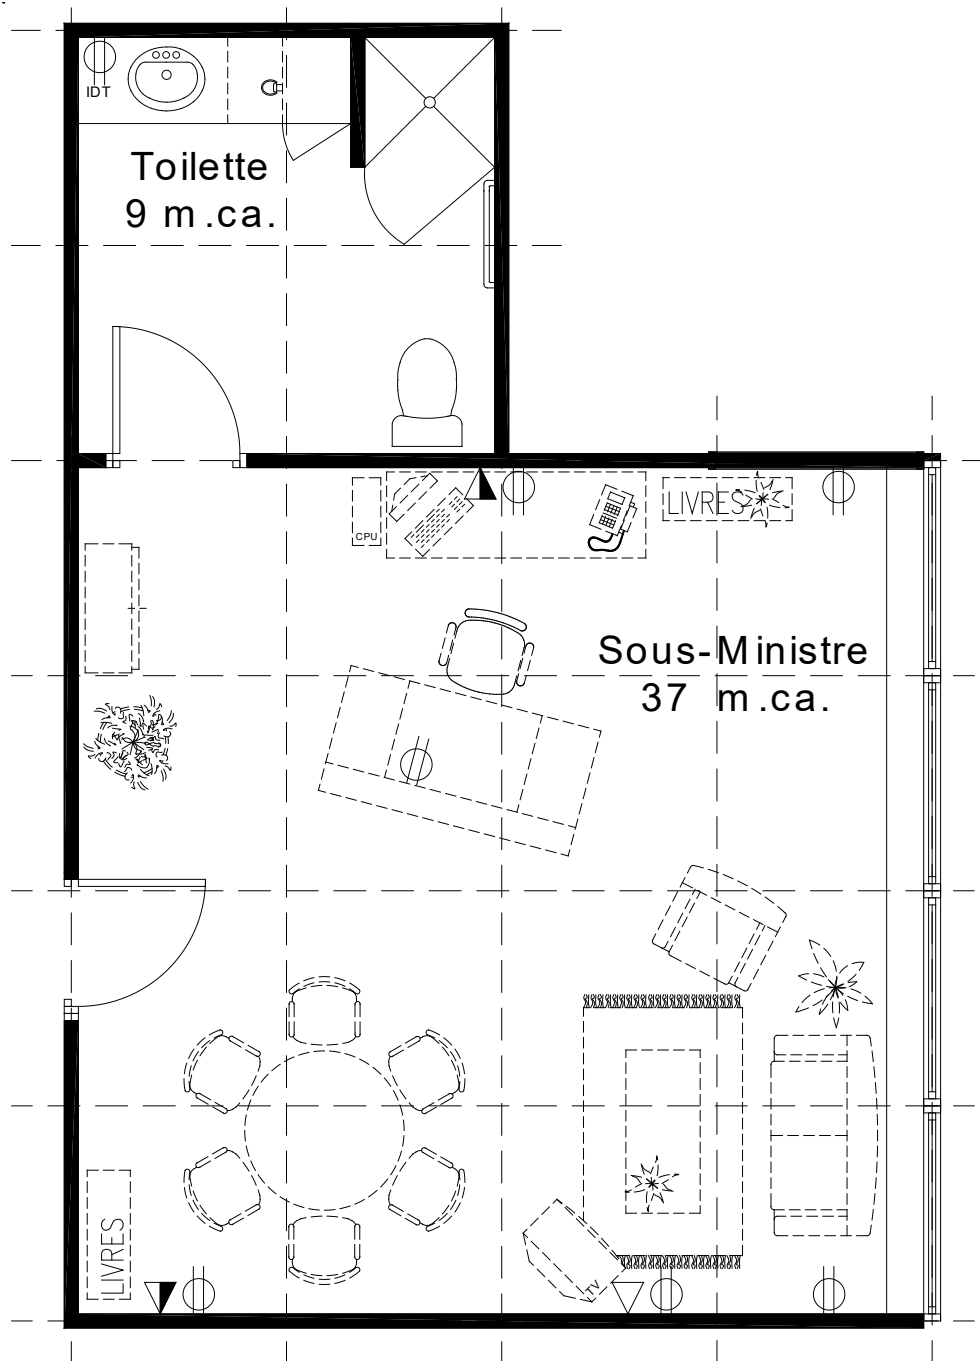 IDT
Toilette
9 m.ca.
CPU
LIVRES
Sous-Ministre
37 m.ca.
LIVRES
TV